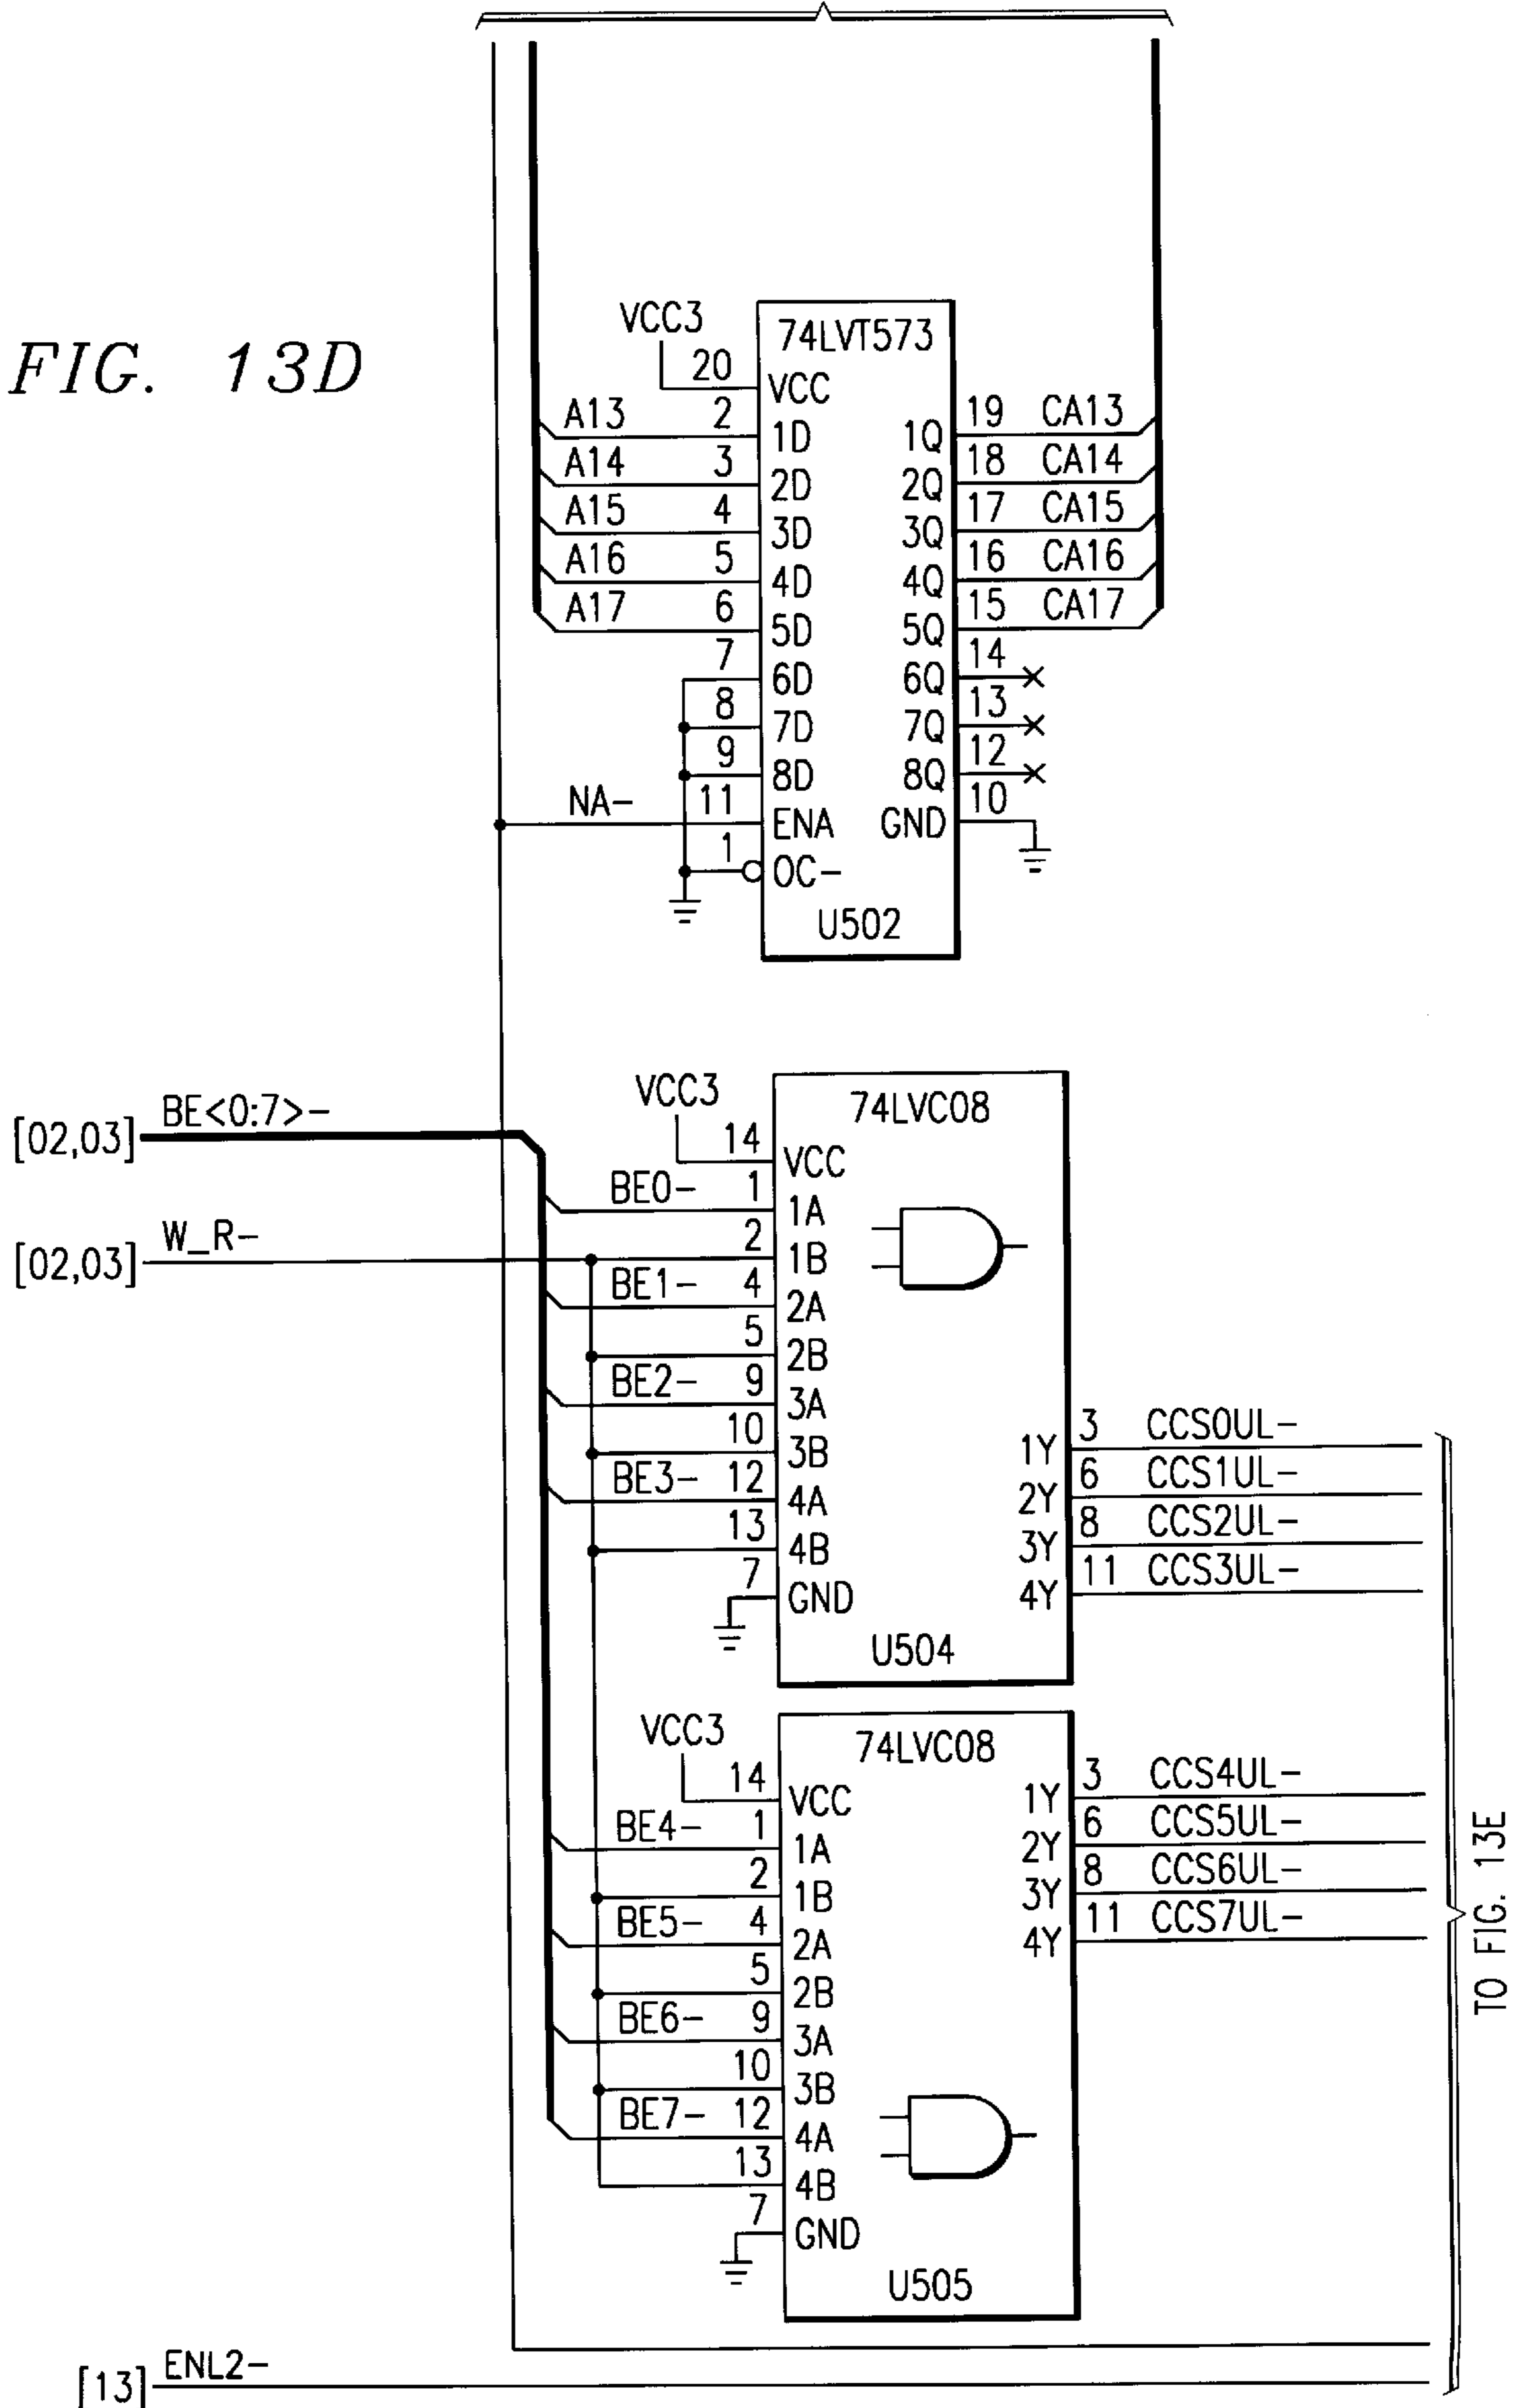 FIG. 13D
VCC3
74LVT573
20 VCC
A13 2 1D 1Q 19 CA13
A14 3 2D 2Q 18 CA14
A15 4 3D 3Q 17 CA15
A16 5 4D 4Q 16 CA16
A17 6 5D 5Q 15 CA17
7 6D 6Q 14
8 7D 7Q 13
9 8D 8Q 12
NA- 11 ENA GND 10
1 OC-
U502
[02,03] BE<0:7>-
VCC3
74LVC08
14 VCC
BE0- 1 1A
[02,03] W_R- 2 1B
BE1- 4 2A
5 2B
BE2- 9 3A
10 3B 1Y 3 CCS0UL-
BE3- 12 4A 2Y 6 CCS1UL-
13 4B 3Y 8 CCS2UL-
7 GND 4Y 11 CCS3UL-
U504
VCC3
74LVC08
14 VCC 1Y 3 CCS4UL-
BE4- 1 1A 2Y 6 CCS5UL-
2 1B 3Y 8 CCS6UL-
BE5- 4 2A 4Y 11 CCS7UL-
5 2B
BE6- 9 3A
10 3B
BE7- 12 4A
13 4B
7 GND
U505
TO FIG. 13E
[13] ENL2-